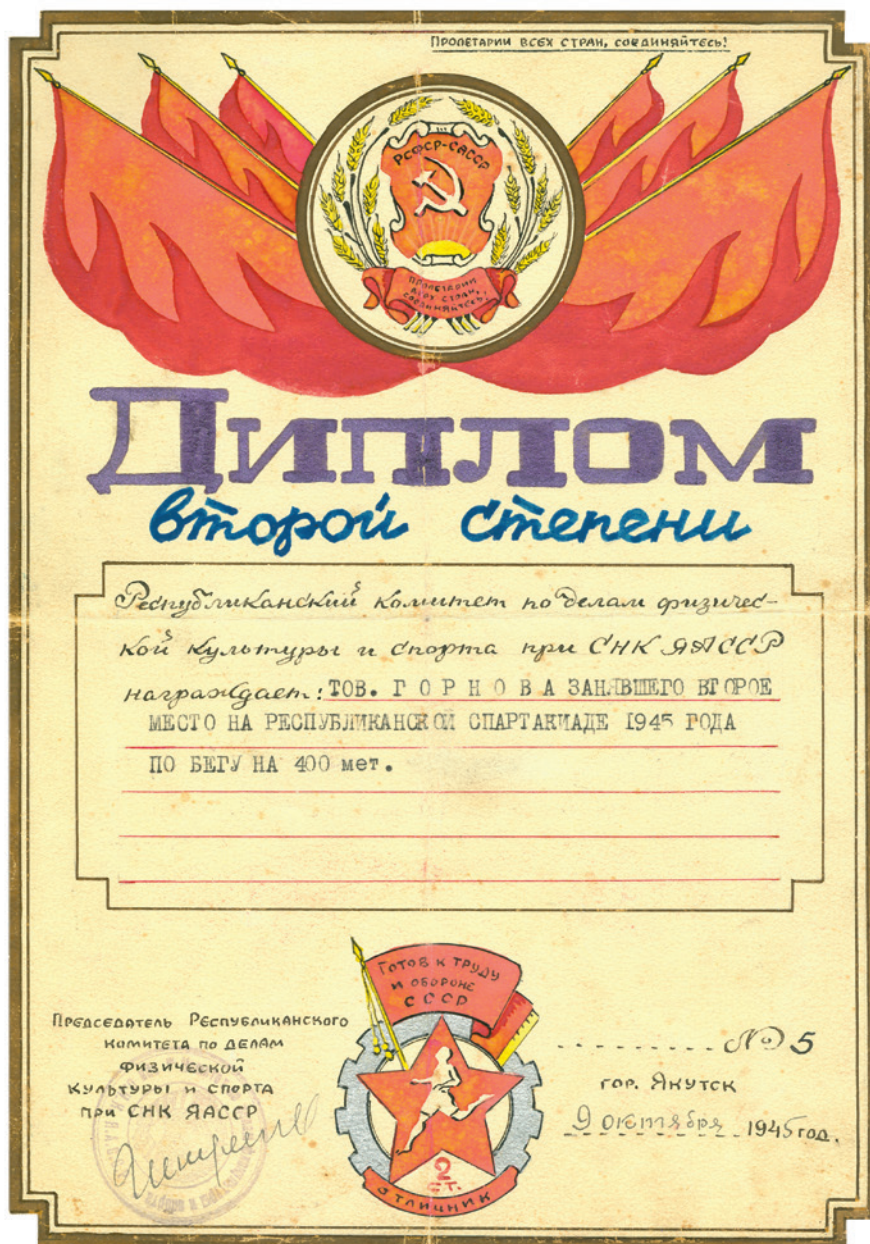 Пролетарии всех стран, соединяйтесь!
РСФСР-САССР
ПРОЛЕТАРИИ
ВСЕХ СТРАН,
СОЕДИНЯЙТЕСЬ!
Диплом
второй степени
Республиканский комитет по делам физичес-
кой культуры и спорта при СНК ЯАССР
награждает: ТОВ. Г О Р Н О В А ЗАНЯВШЕГО ВТОРОЕ
МЕСТО НА РЕСПУБЛИКАНСКОЙ СПАРТАКИАДЕ 1945 ГОДА
ПО БЕГУ НА 400 мет.
Готов к труду
и обороне
СССР
Председатель Республиканского
комитета по делам
физической
культуры и спорта
при СНК ЯАССР
2
ст.
отличник
№ 5
гор. Якутск
9 октября 1945 год.